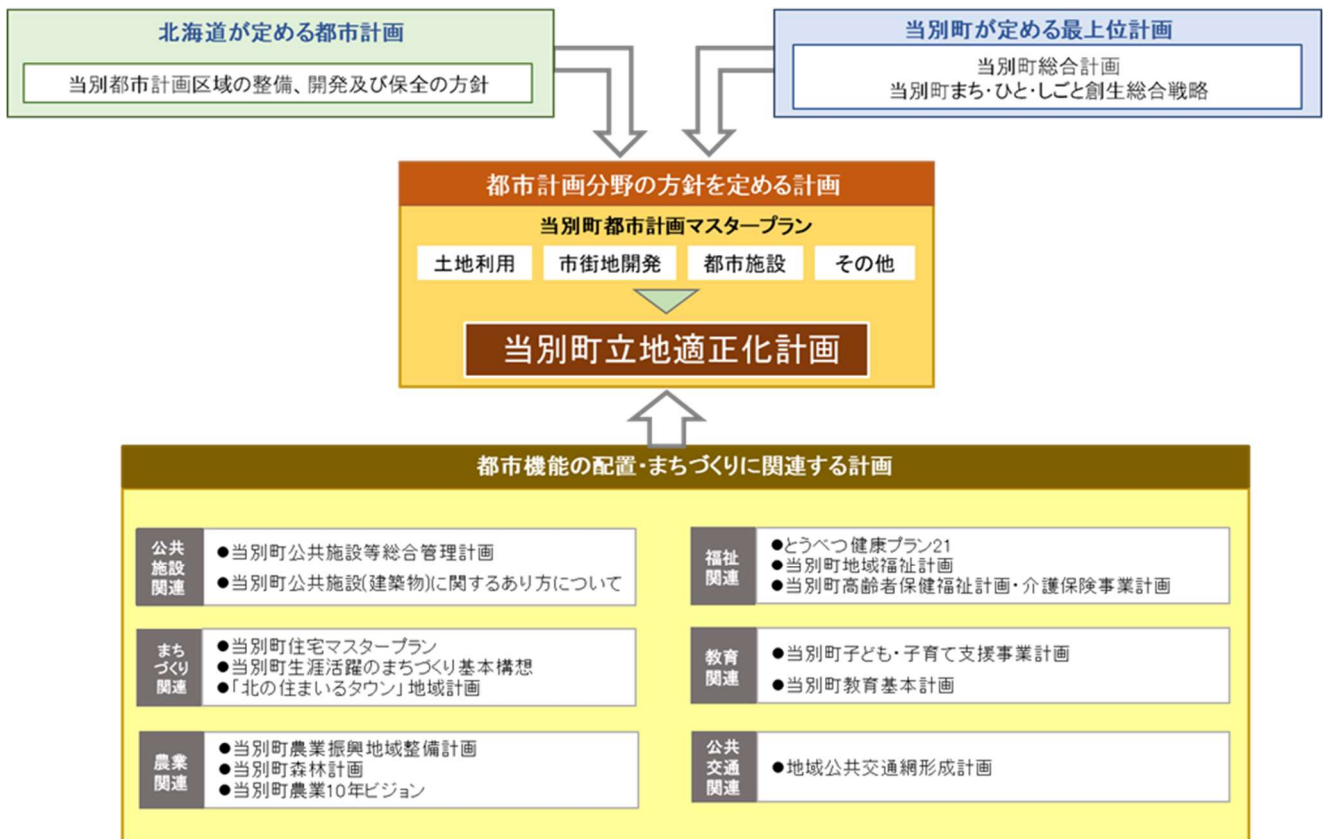 北海道が定める都市計画
当別都市計画区域の整備、開発及び保全の方針
当別町が定める最上位計画
当別町総合計画
当別町まち・ひと・しごと創生総合戦略
都市計画分野の方針を定める計画
当別町都市計画マスタープラン
土地利用
市街地開発
都市施設
その他
当別町立地適正化計画
都市機能の配置・まちづくりに関連する計画
公共
施設
関連
●当別町公共施設等総合管理計画
●当別町公共施設(建築物)に関するあり方について
まち
づくり
関連
●当別町住宅マスタープラン
●当別町生涯活躍のまちづくり基本構想
●「北の住まいるタウン」地域計画
農業
関連
●当別町農業振興地域整備計画
●当別町森林計画
●当別町農業10年ビジョン
福祉
関連
●とうべつ健康プラン21
●当別町地域福祉計画
●当別町高齢者保健福祉計画・介護保険事業計画
教育
関連
●当別町子ども・子育て支援事業計画
●当別町教育基本計画
公共
交通
関連
●地域公共交通網形成計画